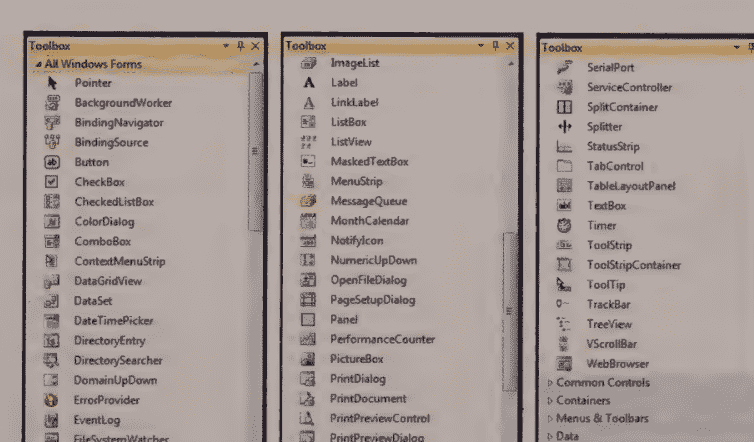 Toolbox
All Windows Forms
Pointer
BackgroundWorker
BindingNavigator
BindingSource
Button
CheckBox
CheckedListBox
ColorDialog
ComboBox
ContextMenuStrip
DataGridView
DataSet
DateTimePicker
DirectoryEntry
DirectorySearcher
DomainUpDown
ErrorProvider
EventLog
FileSystemWatcher
Toolbox
ImageList
Label
LinkLabel
ListBox
ListView
MaskedTextBox
MenuStrip
MessageQueue
MonthCalendar
NotifyIcon
NumericUpDown
OpenFileDialog
PageSetupDialog
Panel
PerformanceCounter
PictureBox
PrintDialog
PrintDocument
PrintPreviewControl
PrintPreviewDialog
Toolbox
SerialPort
ServiceController
SplitContainer
Splitter
StatusStrip
TabControl
TableLayoutPanel
TextBox
Timer
ToolStrip
ToolStripContainer
ToolTip
TrackBar
TreeView
VScrollBar
WebBrowser
Common Controls
Containers
Menus & Toolbars
Data